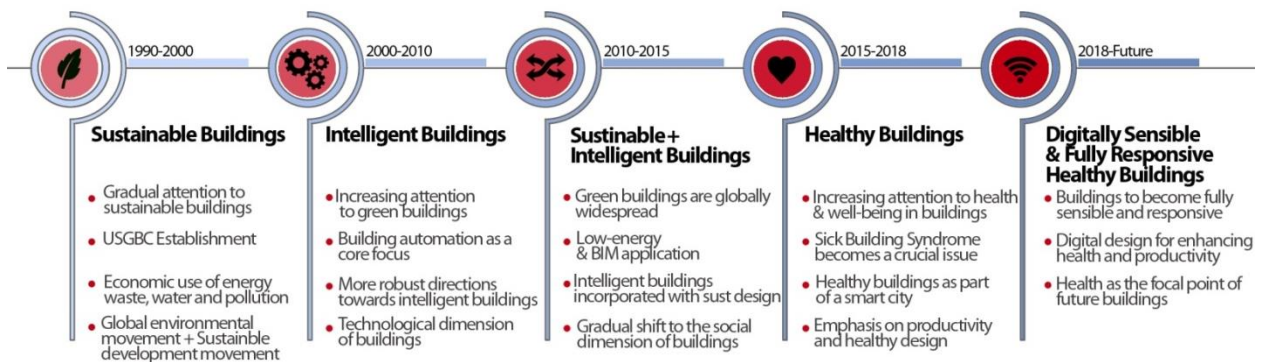 1990-2000
Sustainable Buildings
Gradual attention to
sustainable buildings
USGBC Establishment
Economic use of energy
waste, water and pollution
Global environmental
movement + Sustainble
development movement
2000-2010
Intelligent Buildings
Increasing attention
to green buildings
Building automation as a
core focus
More robust directions
towards intelligent buildings
Technological dimension
of buildings
2010-2015
Sustinable +
Intelligent Buildings
Green buildings are globally
widespread
Low-energy
& BIM application
Intelligent buildings
incorporated with sust design
Gradual shift to the social
dimension of buildings
2015-2018
Healthy Buildings
Increasing attention to health
& well-being in buildings
Sick Building Syndrome
becomes a crucial issue
Healthy buildings as part
of a smart city
Emphasis on productivity
and healthy design
2018-Future
Digitally Sensible
& Fully Responsive
Healthy Buildings
Buildings to become fully
sensible and responsive
Digital design for enhancing
health and productivity
Health as the focal point of
future buildings